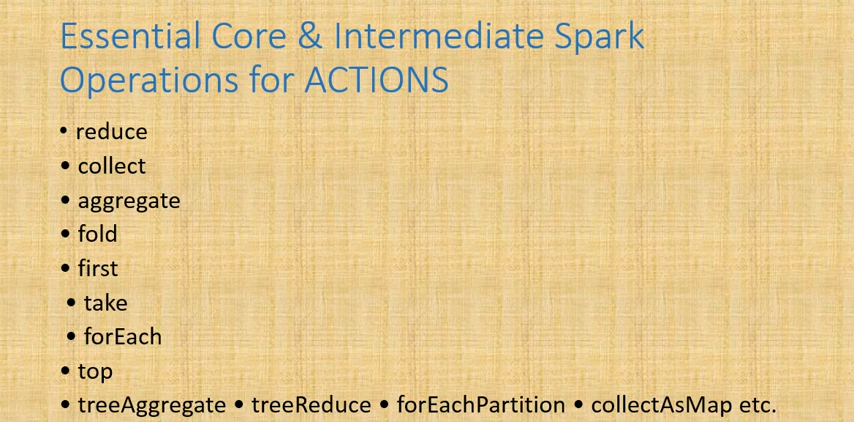 Essential Core & Intermediate Spark
Operations for ACTIONS
• reduce
• collect
• aggregate
• fold
• first
• take
• forEach
• top
• treeAggregate • treeReduce • forEachPartition • collectAsMap etc.